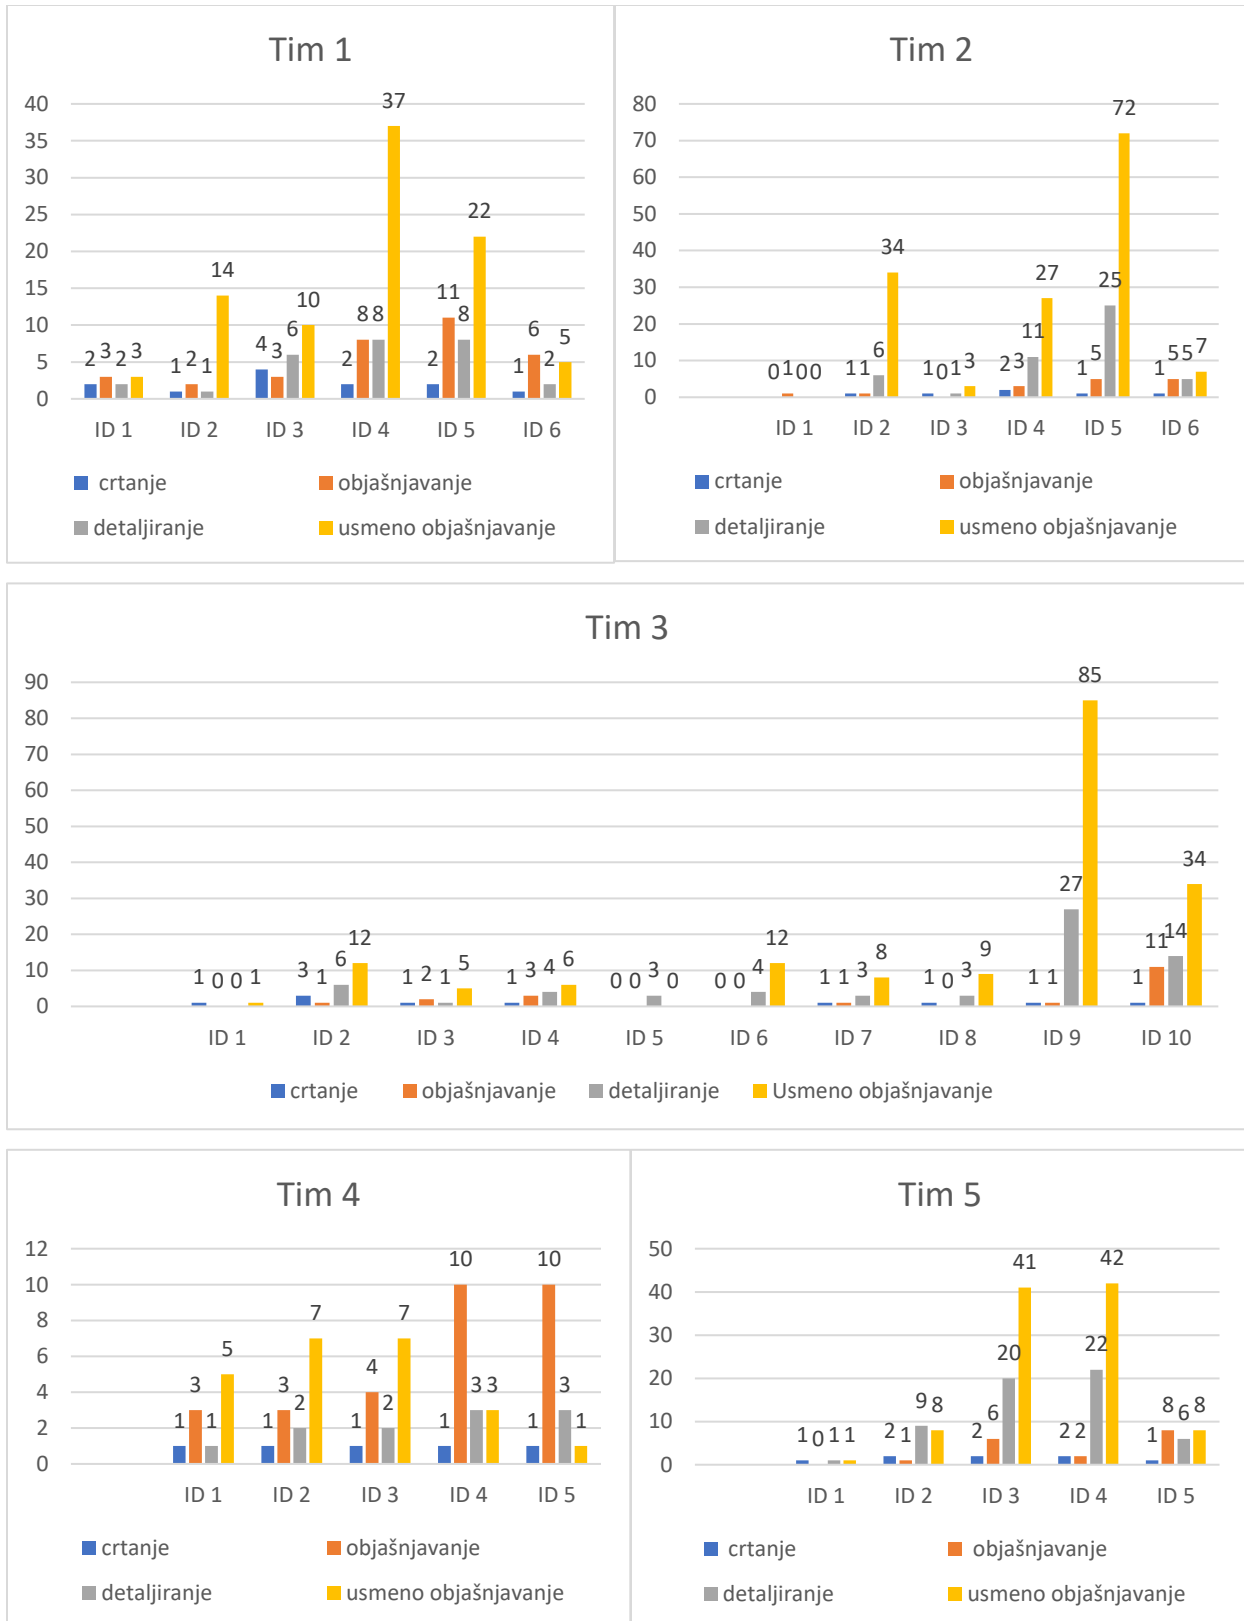 Tim 1
40
35
30
25
20
15
10
5
0
2 3 2 3
1 2 1 14
4 3 6 10
2 8 8 37
2 11 8 22
1 6 2 5
ID 1 ID 2 ID 3 ID 4 ID 5 ID 6
crtanje objašnjavanje
detaljiranje usmeno objašnjavanje
Tim 2
80
70
60
50
40
30
20
10
0
0 1 0 0
1 1 6 34
1 0 1 3
2 3 11 27
1 5 25 72
1 5 5 7
ID 1 ID 2 ID 3 ID 4 ID 5 ID 6
crtanje objašnjavanje
detaljiranje usmeno objašnjavanje
Tim 3
90
80
70
60
50
40
30
20
10
0
1 0 0 1
3 1 6 12
1 2 1 5
1 3 4 6
0 0 3 0
0 0 4 12
1 1 3 8
1 0 3 9
1 1 27 85
1 11 14 34
ID 1 ID 2 ID 3 ID 4 ID 5 ID 6 ID 7 ID 8 ID 9 ID 10
crtanje objašnjavanje detaljiranje Usmeno objašnjavanje
Tim 4
12
10
8
6
4
2
0
1 3 1 5
1 3 2 7
1 4 2 7
1 10 3 3
1 10 3 1
ID 1 ID 2 ID 3 ID 4 ID 5
crtanje objašnjavanje
detaljiranje usmeno objašnjavanje
Tim 5
50
40
30
20
10
0
1 0 1 1
2 1 9 8
2 6 20 41
2 2 22 42
1 8 6 8
ID 1 ID 2 ID 3 ID 4 ID 5
crtanje objašnjavanje
detaljiranje usmeno objašnjavanje